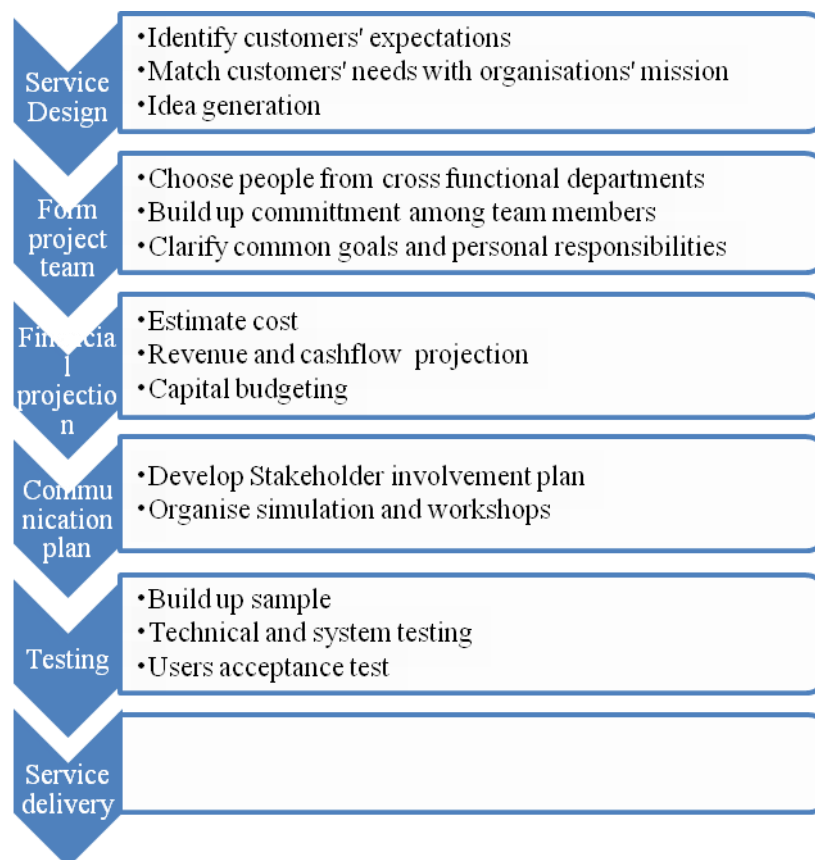 Service
Design
•Identify customers' expectations
•Match customers' needs with organisations' mission
•Idea generation
Form
project
team
•Choose people from cross functional departments
•Build up committment among team members
•Clarify common goals and personal responsibilities
Financia
l
projectio
n
•Estimate cost
•Revenue and cashflow projection
•Capital budgeting
Commu
nication
plan
•Develop Stakeholder involvement plan
•Organise simulation and workshops
Testing
•Build up sample
•Technical and system testing
•Users acceptance test
Service
delivery